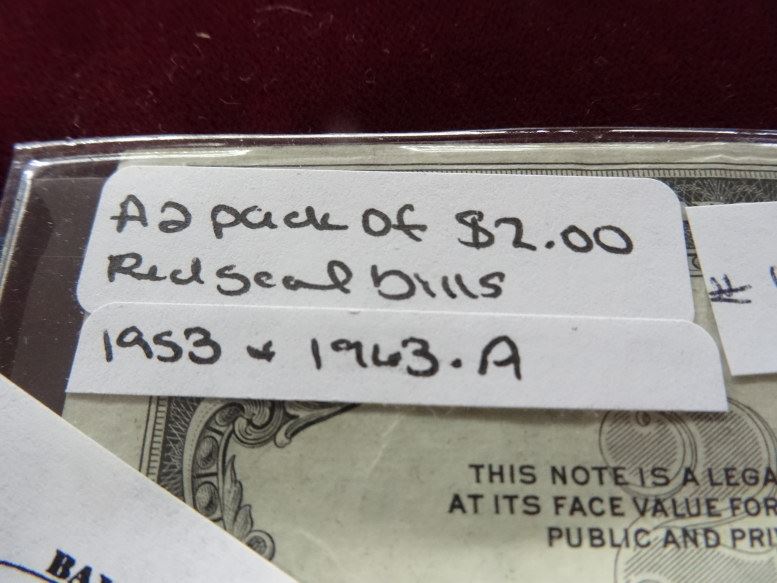 A 2 pack of $2.00
Red Seal bills
1953 & 1963.A
#
THIS NOTE IS A LEGA
AT ITS FACE VALUE FOR
PUBLIC AND PRI
BA